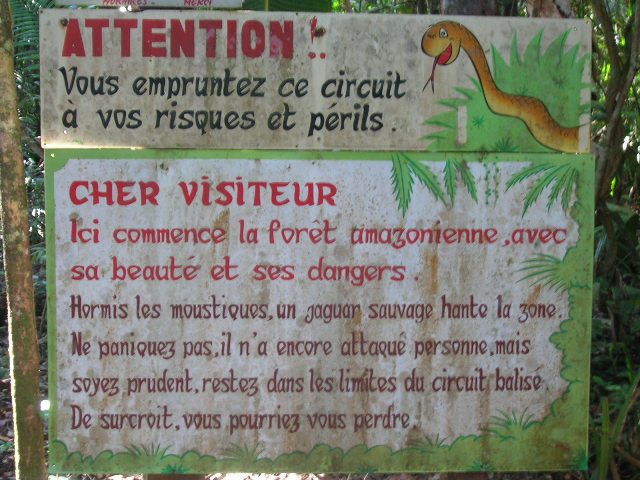 MERCI
ATTENTION !..
Vous empruntez ce circuit
à vos risques et périls .
CHER VISITEUR
Ici commence la forêt amazonienne , avec
sa beauté et ses dangers .
Hormis les moustiques, un jaguar sauvage hante la zone.
Ne paniquez pas, il n'a encore attaqué personne, mais
soyez prudent, restez dans les limites du circuit balisé.
De surcroit, vous pourriez vous perdre.